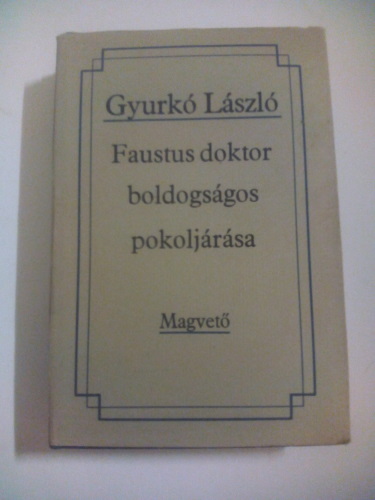 Gyurkó László
Faustus doktor
boldogságos
pokoljárása
Magvető